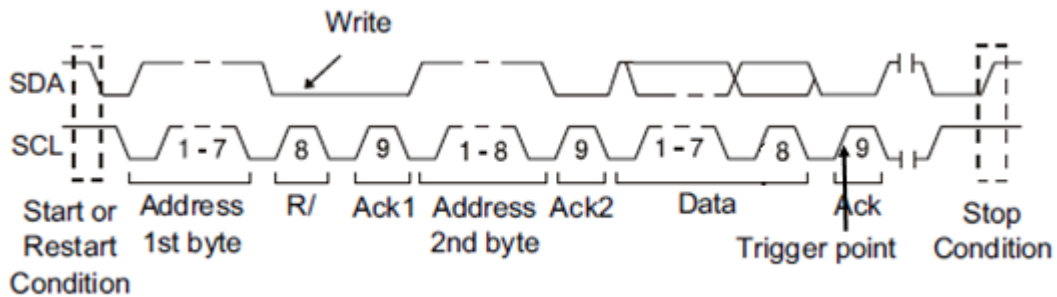 Write
SDA
SCL
1 - 7 8 9 1 - 8 9 1 - 7 8 9
Start or Restart Condition
Address 1st byte
R/
Ack1
Address 2nd byte
Ack2
Data
Ack
Trigger point
Stop Condition